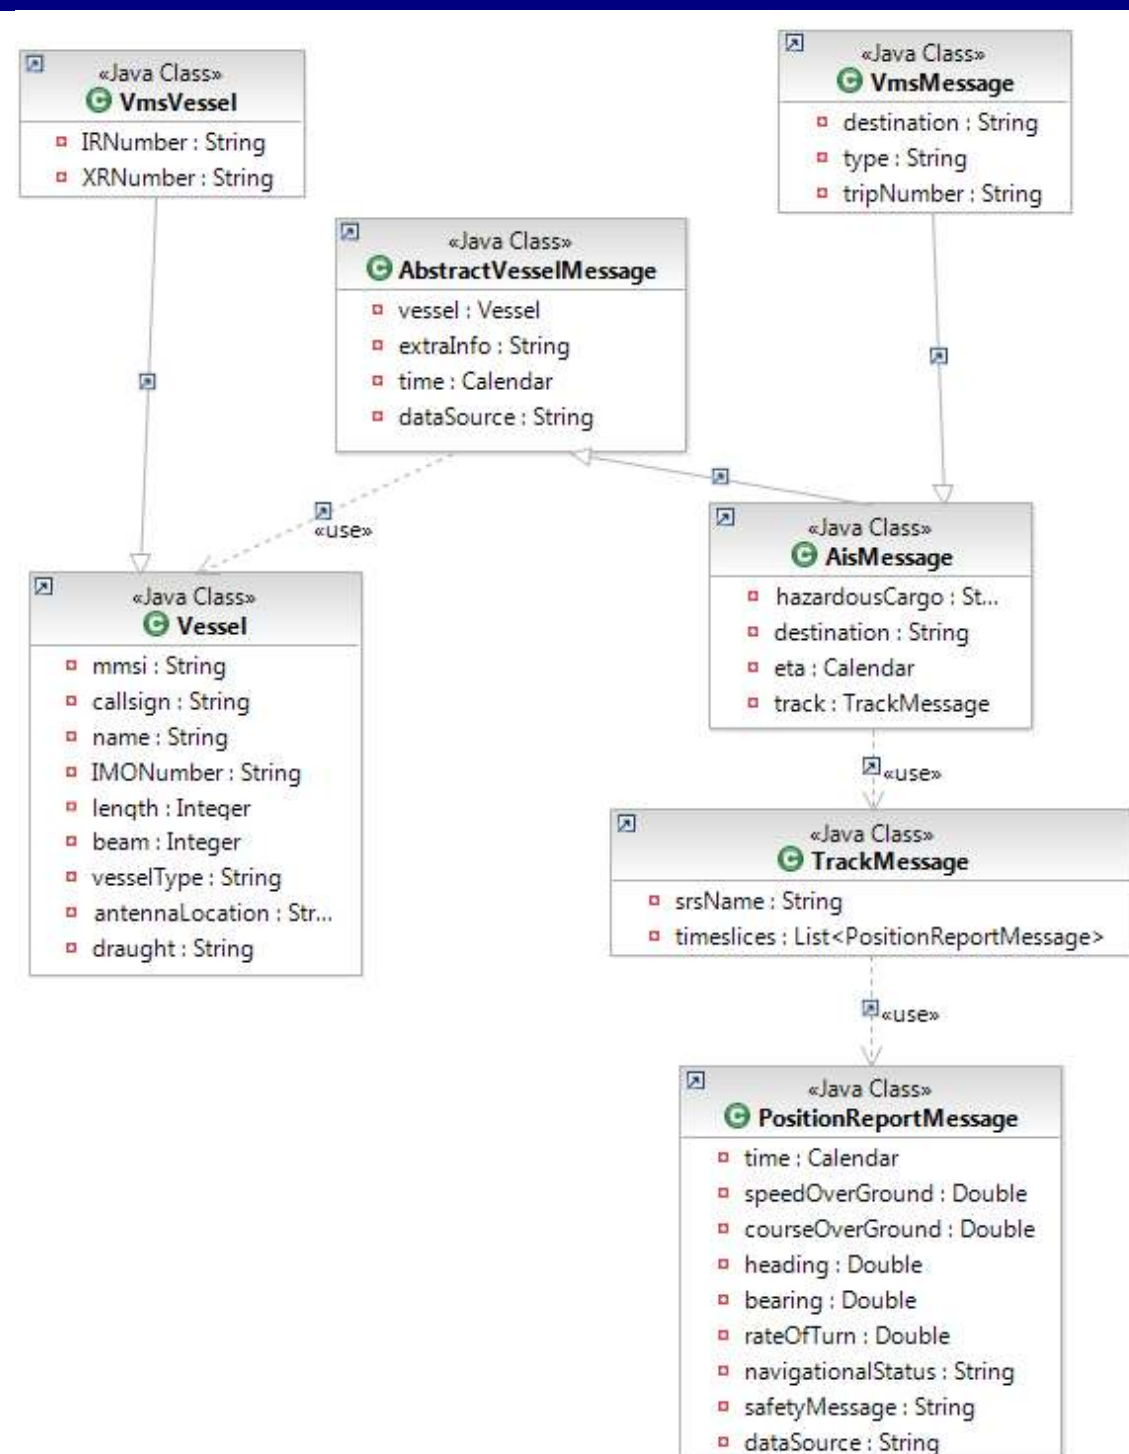 «Java Class»
VmsVessel
IRNumber : String
XRNumber : String
«Java Class»
VmsMessage
destination : String
type : String
tripNumber : String
«Java Class»
AbstractVesselMessage
vessel : Vessel
extraInfo : String
time : Calendar
dataSource : String
«use»
«Java Class»
AisMessage
hazardousCargo : St...
destination : String
eta : Calendar
track : TrackMessage
«Java Class»
Vessel
mmsi : String
callsign : String
name : String
IMONumber : String
length : Integer
beam : Integer
vesselType : String
antennaLocation : Str...
draught : String
«use»
«Java Class»
TrackMessage
srsName : String
timeslices : List<PositionReportMessage>
«use»
«Java Class»
PositionReportMessage
time : Calendar
speedOverGround : Double
courseOverGround : Double
heading : Double
bearing : Double
rateOfTurn : Double
navigationalStatus : String
safetyMessage : String
dataSource : String